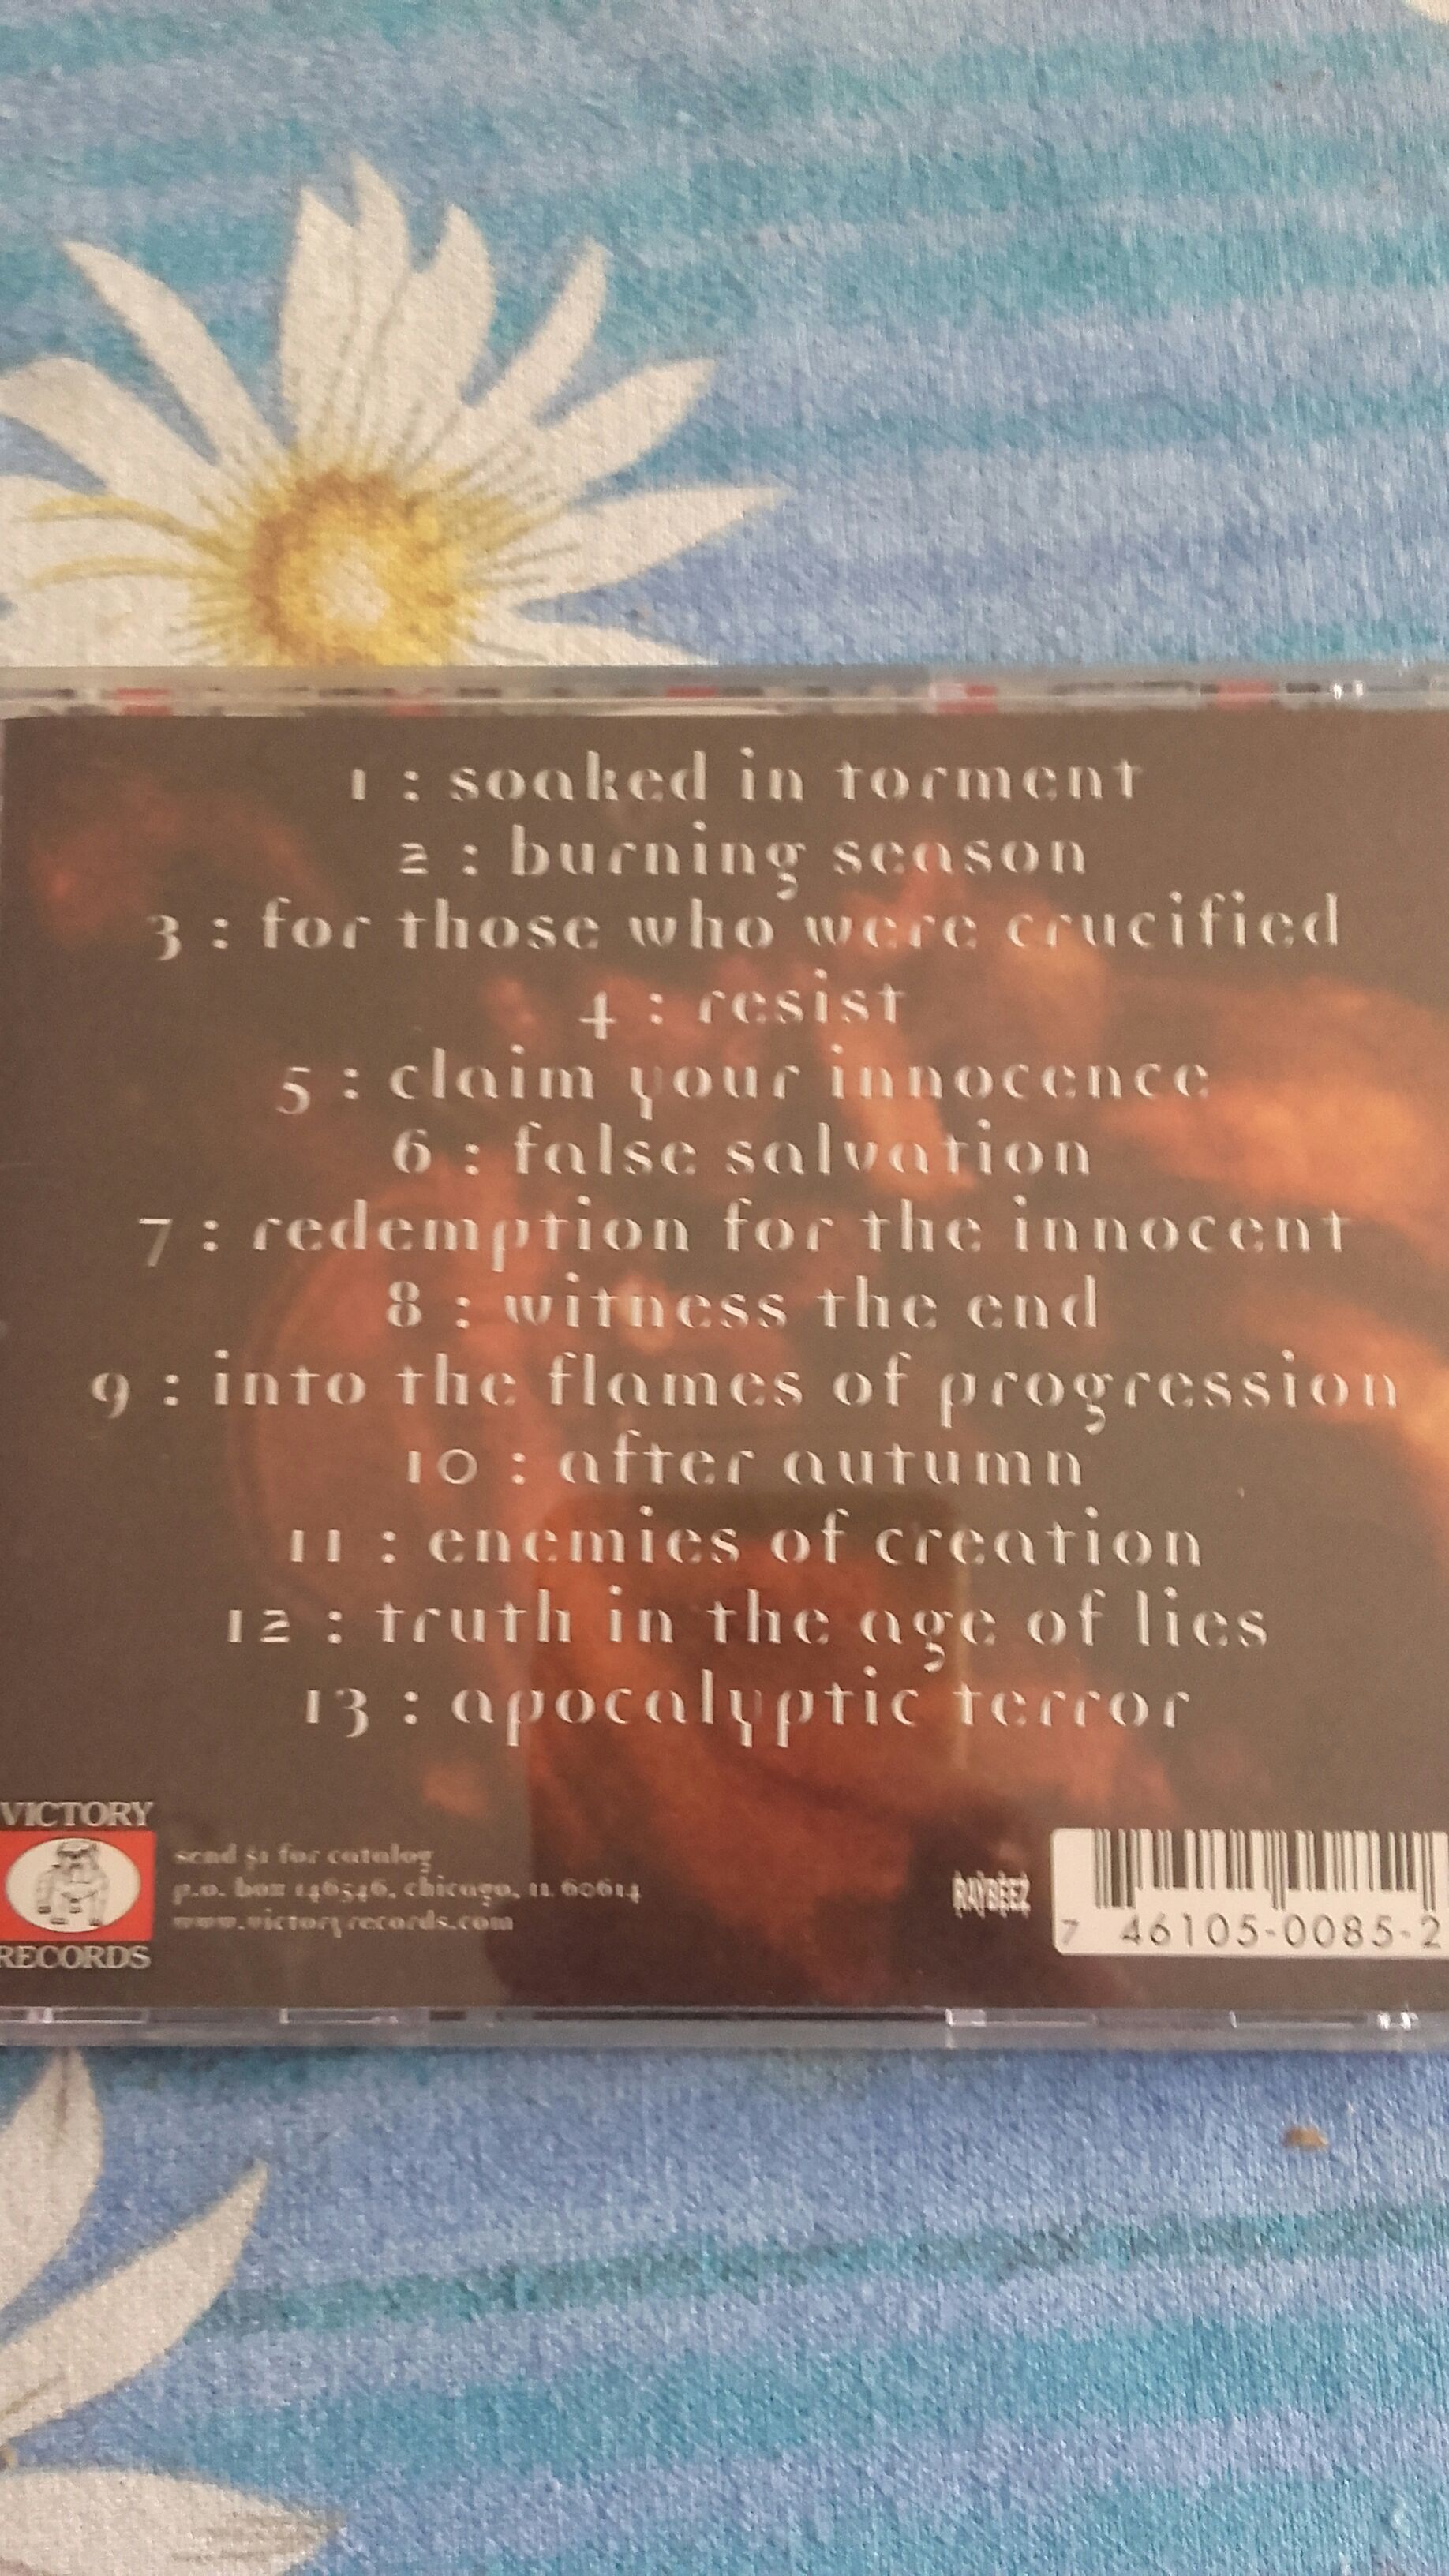 1 : soaked in torment
2 : burning season
3 : for those who were crucified
4 : resist
5 : claim your innocence
6 : false salvation
7 : redemption for the innocent
8 : witness the end
9 : into the flames of progression
10 : after autumn
11 : enemies of creation
12 : truth in the age of lies
13 : apocalyptic terror
VICTORY
RECORDS
send $1 for catalog
p.o. box 146546, chicago, il 60614
www.victoryrecords.com
RAYBEEZ
7 46105-0085-2